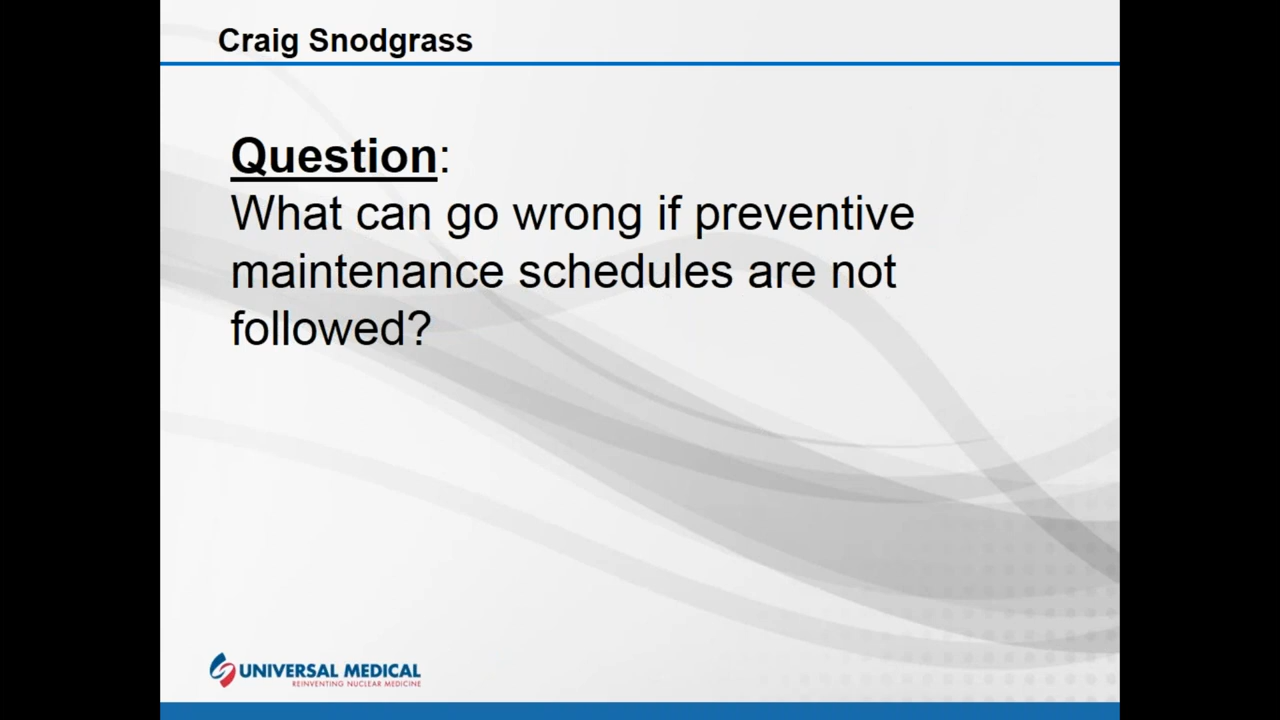 Craig Snodgrass
Question:
What can go wrong if preventive
maintenance schedules are not
followed?
UNIVERSAL MEDICAL
REINVENTING NUCLEAR MEDICINE